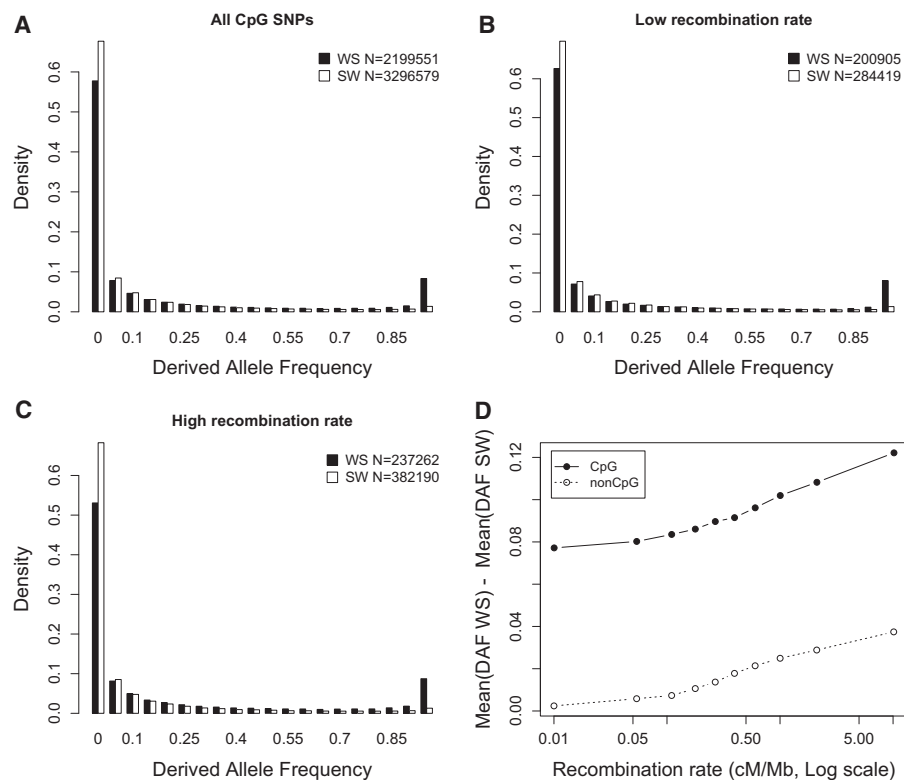 A
All CpG SNPs
WS N=2199551
SW N=3296579
Density
0.6
0.5
0.4
0.3
0.2
0.1
0.0
0 0.1 0.25 0.4 0.55 0.7 0.85
Derived Allele Frequency
B
Low recombination rate
WS N=200905
SW N=284419
Density
0.6
0.5
0.4
0.3
0.2
0.1
0.0
0 0.1 0.25 0.4 0.55 0.7 0.85
Derived Allele Frequency
C
High recombination rate
WS N=237262
SW N=382190
Density
0.6
0.5
0.4
0.3
0.2
0.1
0.0
0 0.1 0.25 0.4 0.55 0.7 0.85
Derived Allele Frequency
D
CpG
nonCpG
Mean(DAF WS) - Mean(DAF SW)
0.12
0.08
0.04
0.00
0.01 0.05 0.50 5.00
Recombination rate (cM/Mb, Log scale)